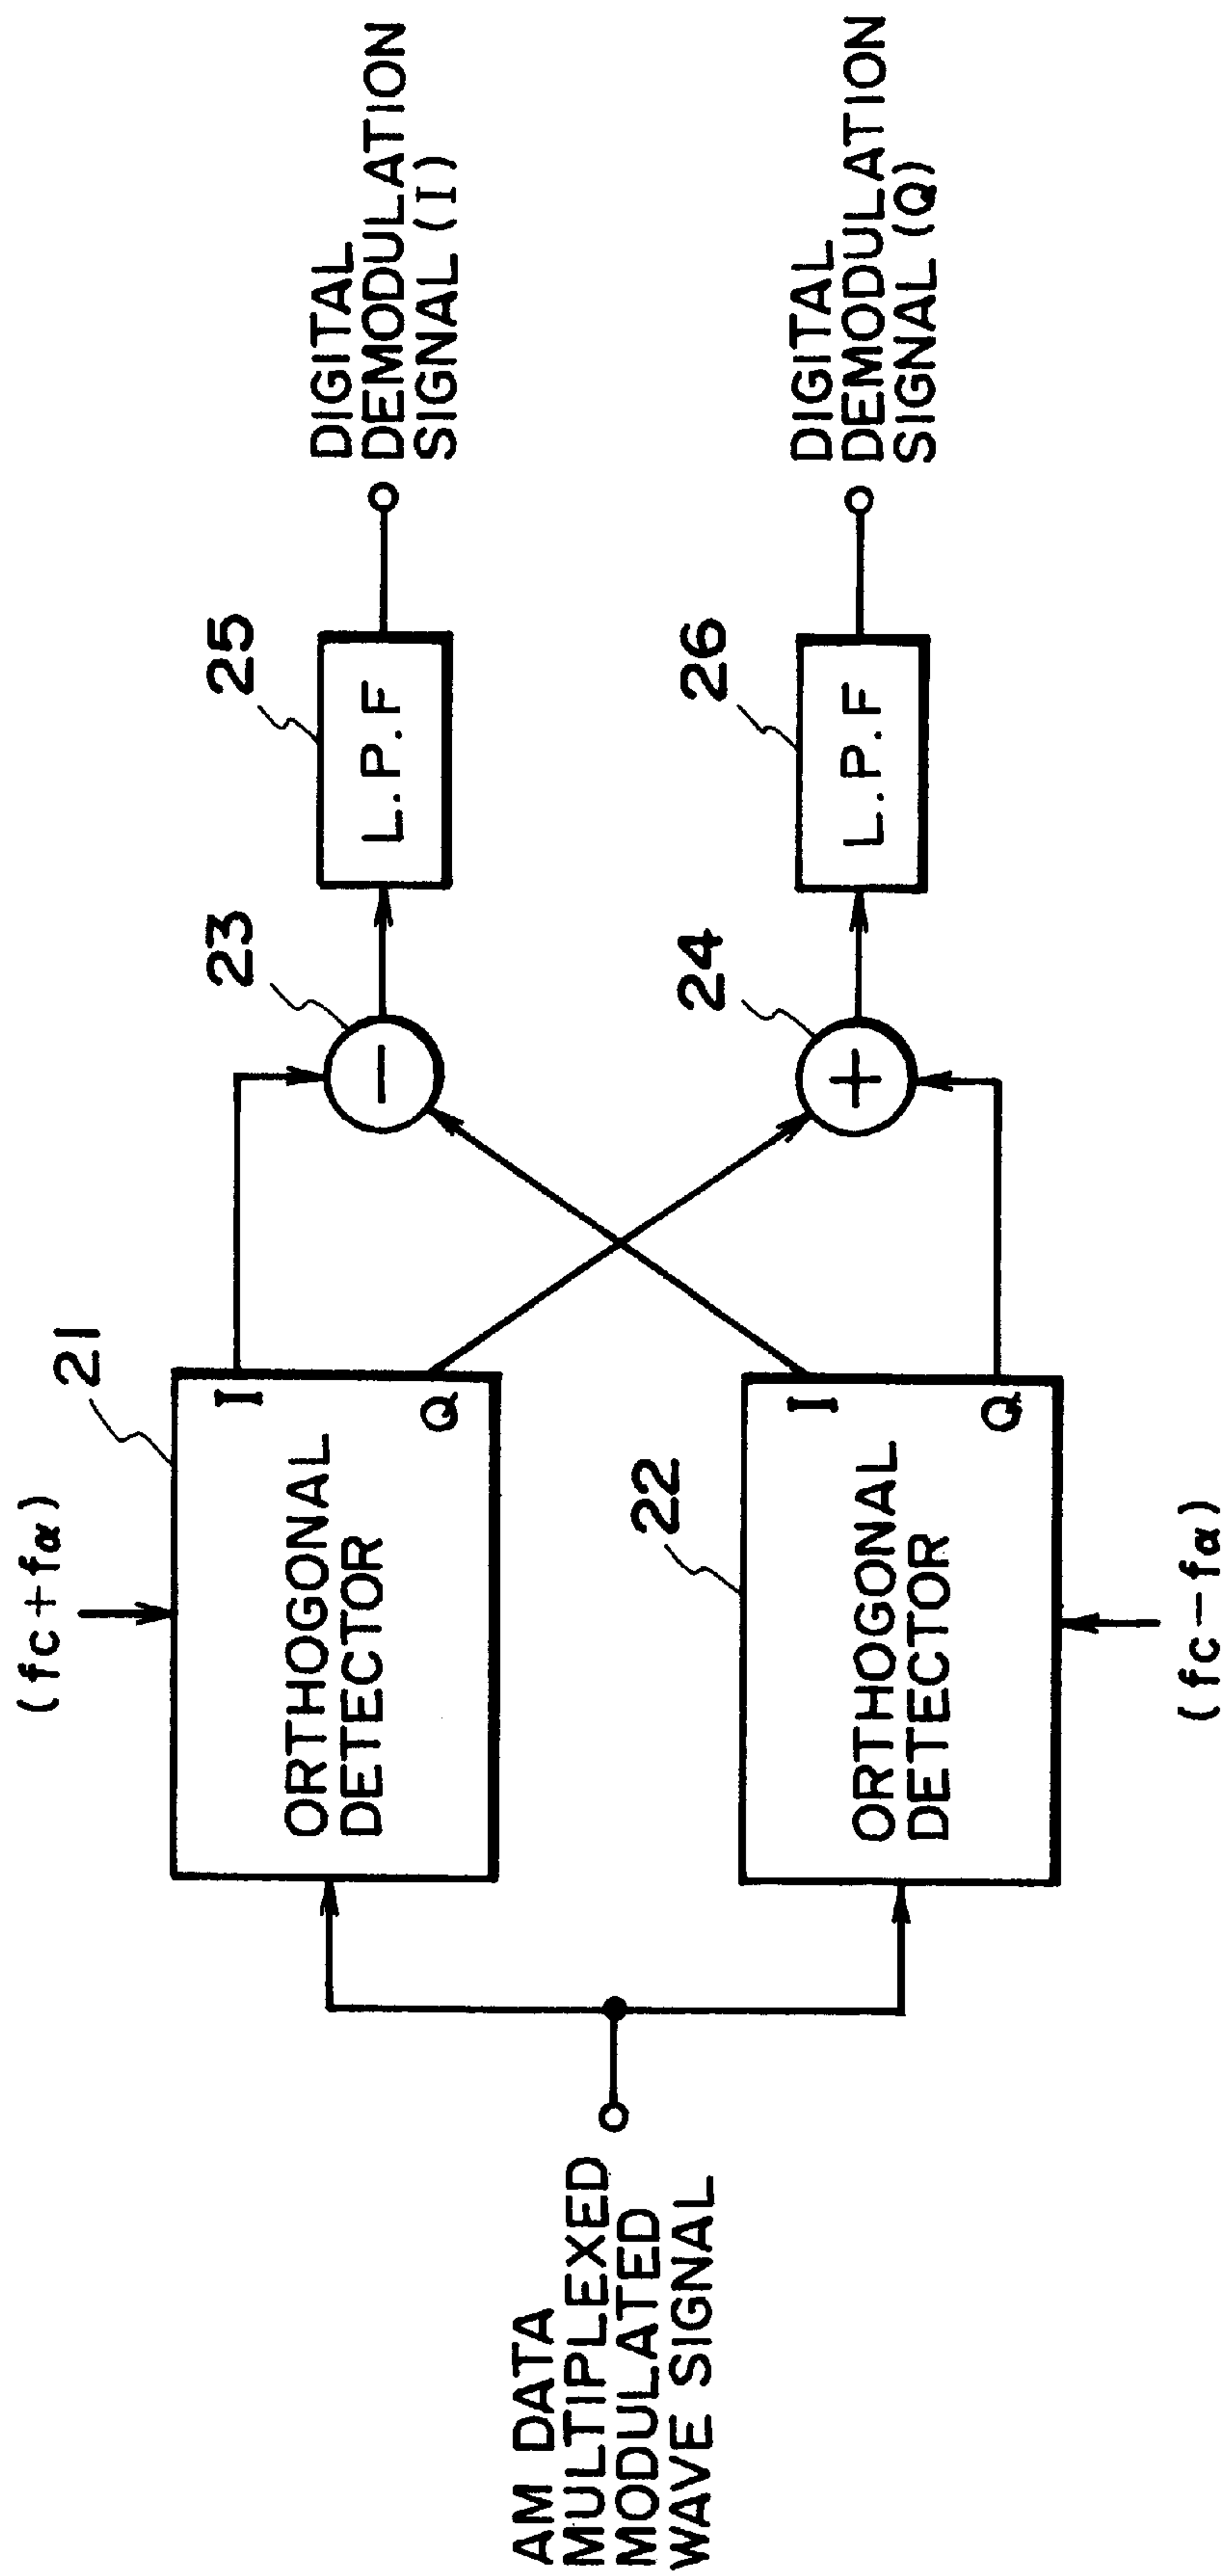 AM DATA
MULTIPLEXED
MODULATED
WAVE SIGNAL
(fc+fα)
21
ORTHOGONAL
DETECTOR
I
Q
22
ORTHOGONAL
DETECTOR
I
Q
(fc−fα)
23
−
24
+
25
L.P.F
26
L.P.F
DIGITAL
DEMODULATION
SIGNAL (I)
DIGITAL
DEMODULATION
SIGNAL (Q)